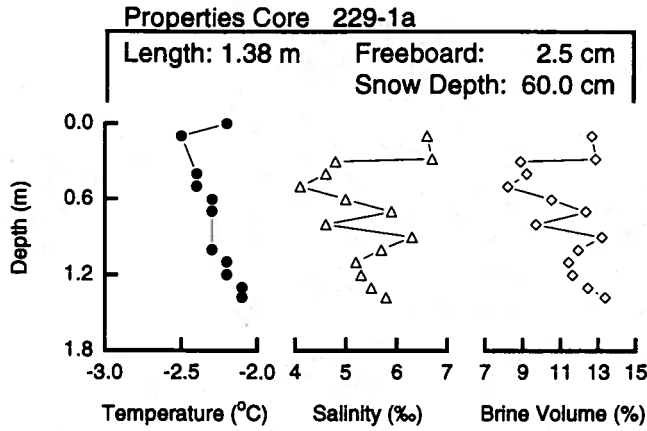 Properties Core 229-1a
Length: 1.38 m Freeboard: 2.5 cm
Snow Depth: 60.0 cm
Depth (m)
0.0
0.6
1.2
1.8
-3.0 -2.5 -2.0 4 5 6 7 7 9 11 13 15
Temperature (°C) Salinity (‰) Brine Volume (%)